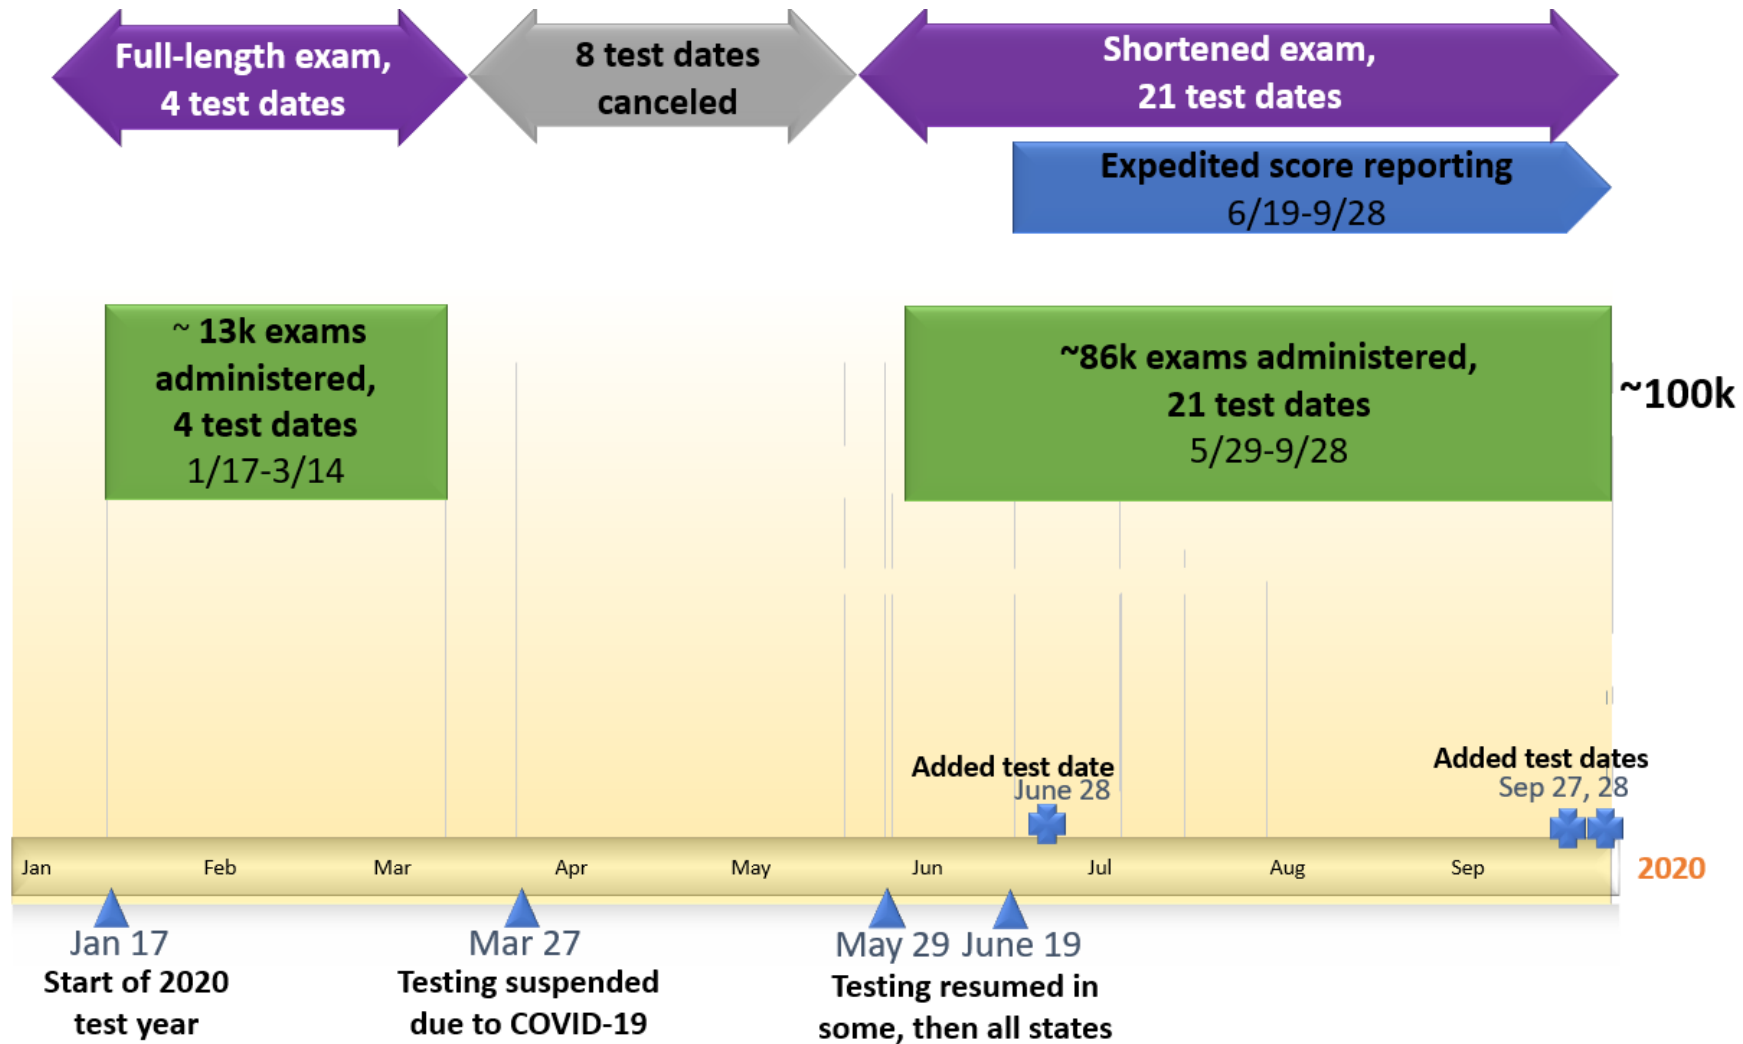 Full-length exam,
4 test dates
8 test dates
canceled
Shortened exam,
21 test dates
Expedited score reporting
6/19-9/28
~ 13k exams
administered,
4 test dates
1/17-3/14
~86k exams administered,
21 test dates
5/29-9/28
~100k
Added test date
June 28
Added test dates
Sep 27, 28
Jan Feb Mar Apr May Jun Jul Aug Sep 2020
Jan 17
Start of 2020
test year
Mar 27
Testing suspended
due to COVID-19
May 29 June 19
Testing resumed in
some, then all states